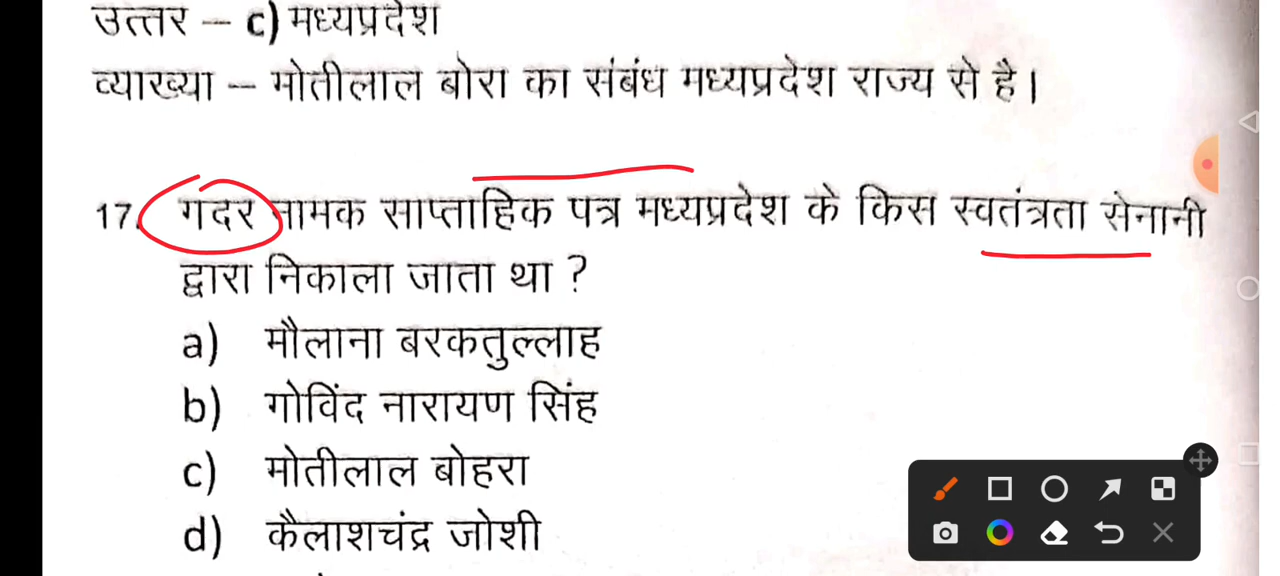 उत्तर – c) मध्यप्रदेश
व्याख्या – मोतीलाल बोरा का संबंध मध्यप्रदेश राज्य से है।
17. गदर नामक साप्ताहिक पत्र मध्यप्रदेश के किस स्वतंत्रता सेनानी
द्वारा निकाला जाता था ?
a) मौलाना बरकतुल्लाह
b) गोविंद नारायण सिंह
c) मोतीलाल बोहरा
d) कैलाशचंद्र जोशी